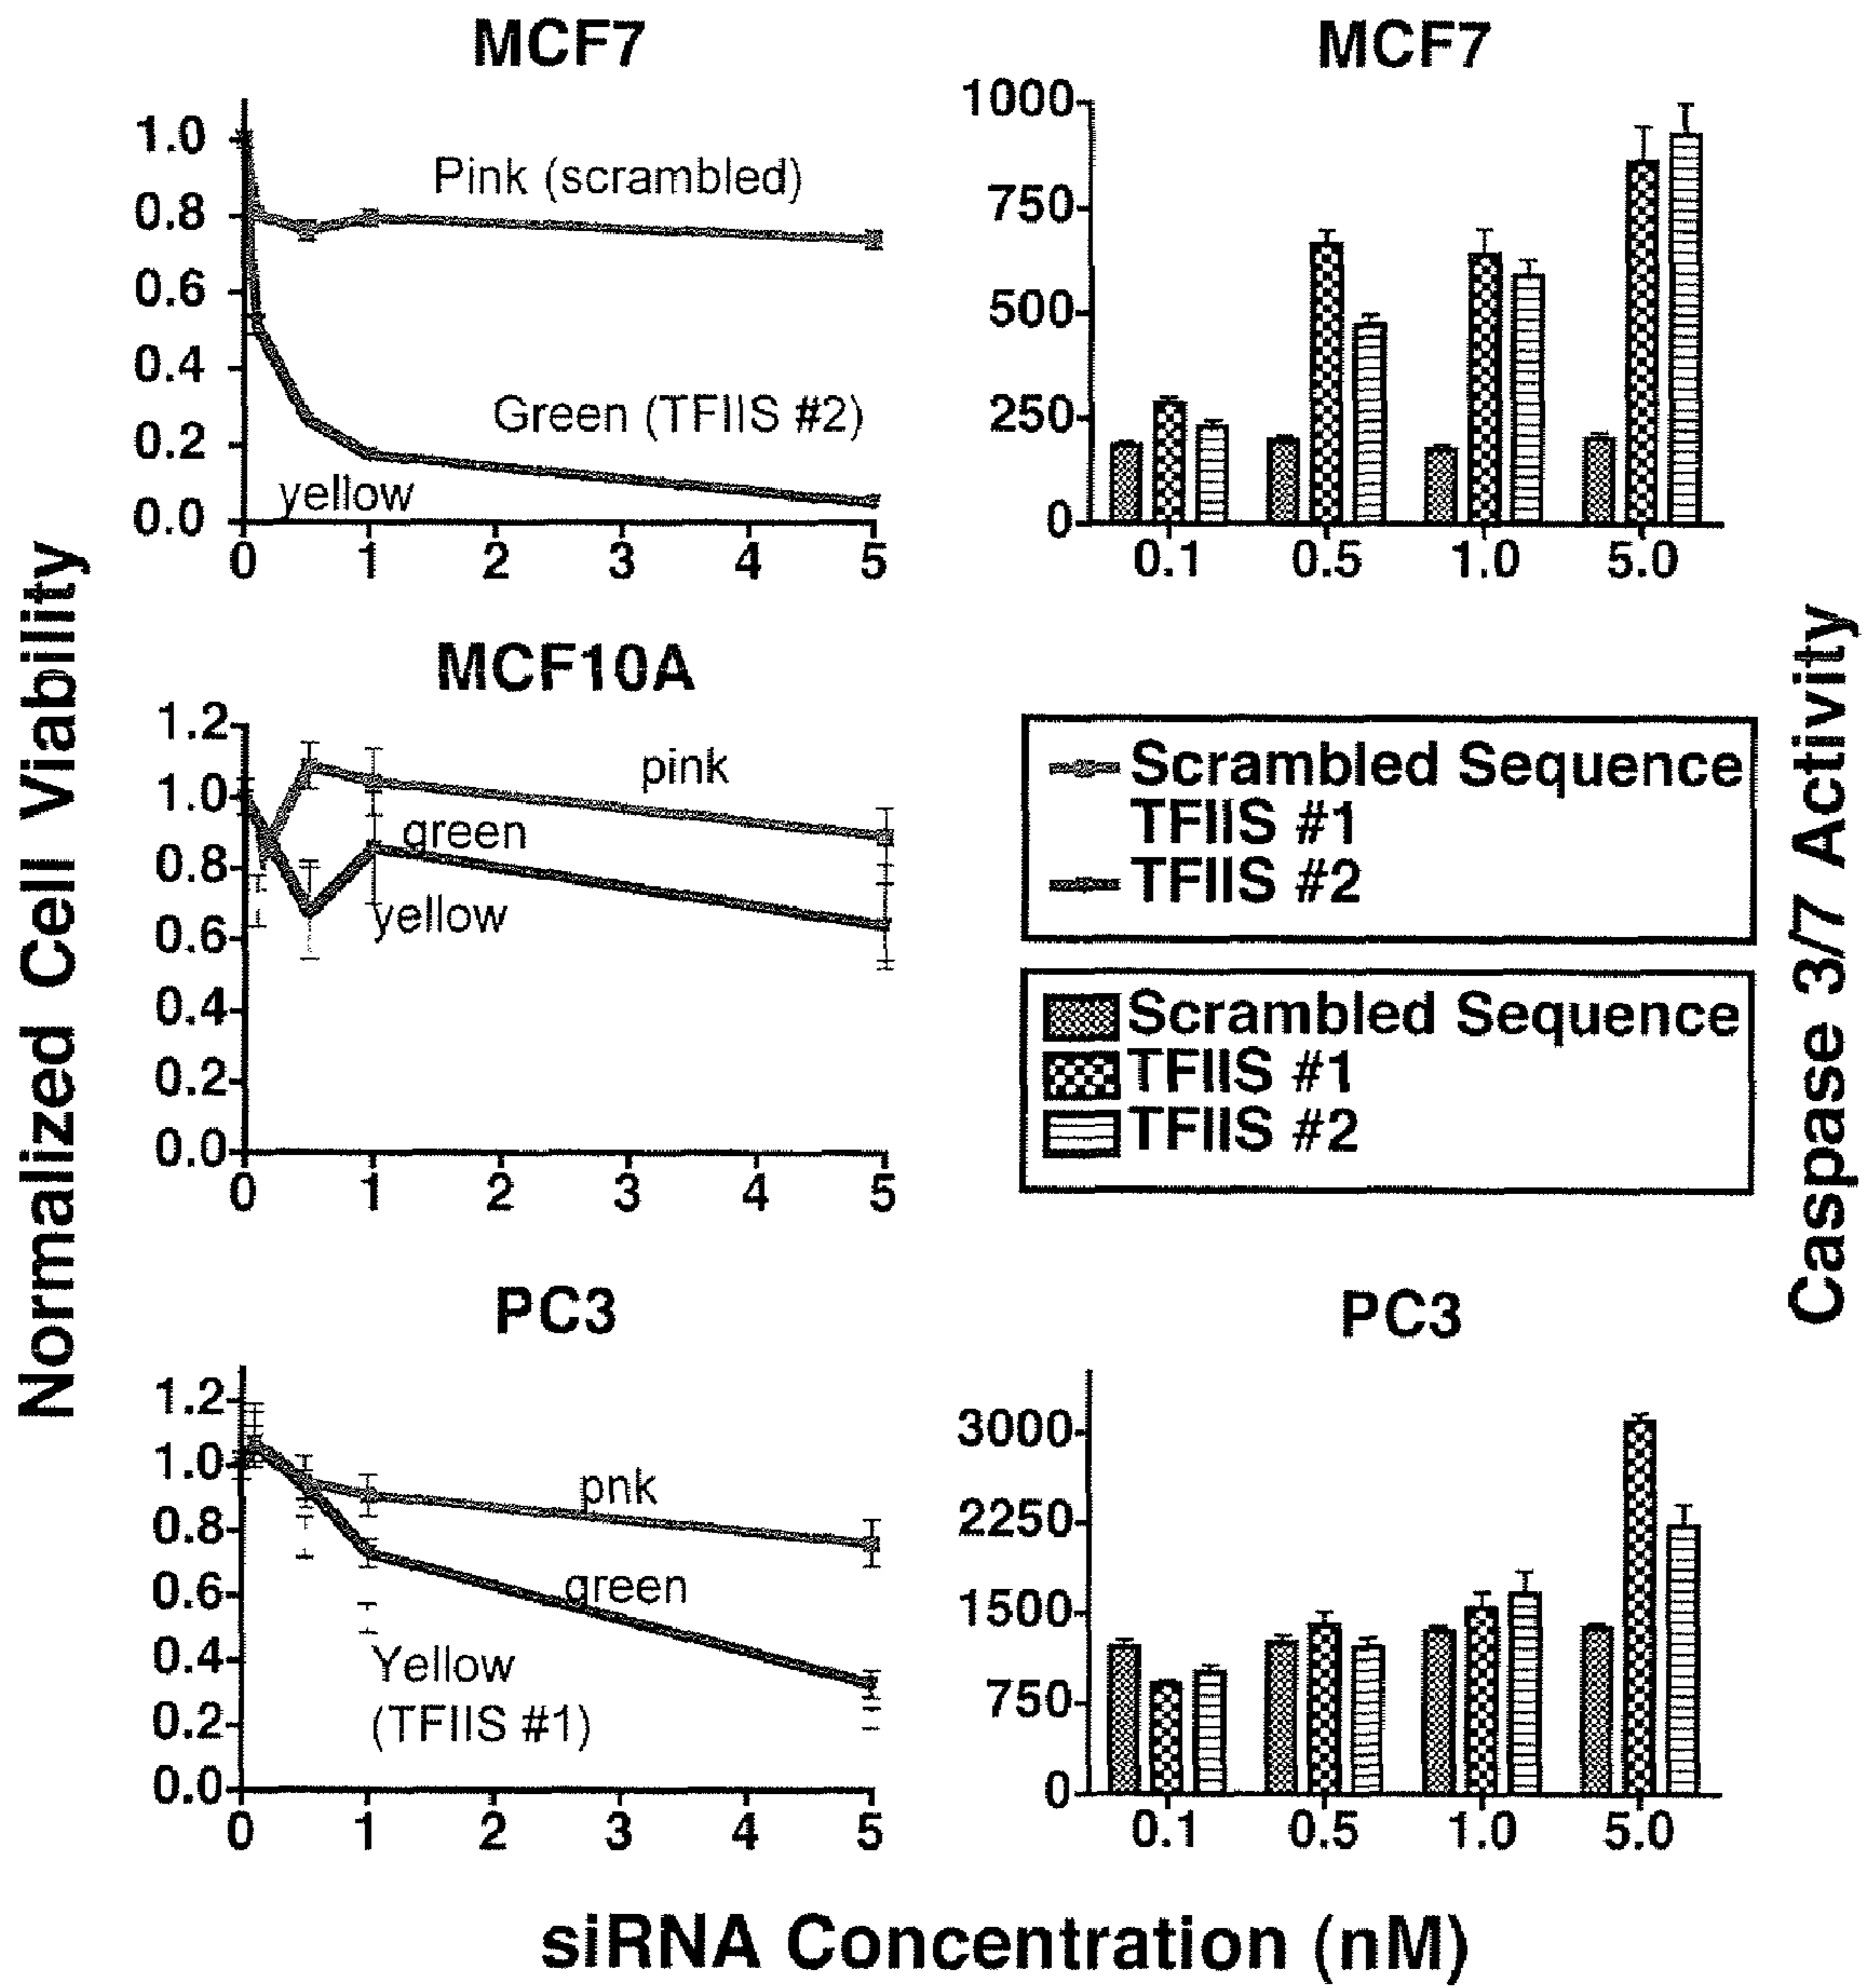 MCF7
1.0
0.8
0.6
0.4
0.2
0.0
Pink (scrambled)
Green (TFIIS #2)
yellow
0 1 2 3 4 5
MCF7
1000
750
500
250
0
0.1 0.5 1.0 5.0
Normalized Cell Viability
MCF10A
1.2
1.0
0.8
0.6
0.4
0.2
0.0
pink
green
yellow
0 1 2 3 4 5
Scrambled Sequence
TFIIS #1
TFIIS #2
Scrambled Sequence
TFIIS #1
TFIIS #2
Caspase 3/7 Activity
PC3
1.2
1.0
0.8
0.6
0.4
0.2
0.0
pnk
green
Yellow
(TFIIS #1)
0 1 2 3 4 5
PC3
3000
2250
1500
750
0
0.1 0.5 1.0 5.0
siRNA Concentration (nM)